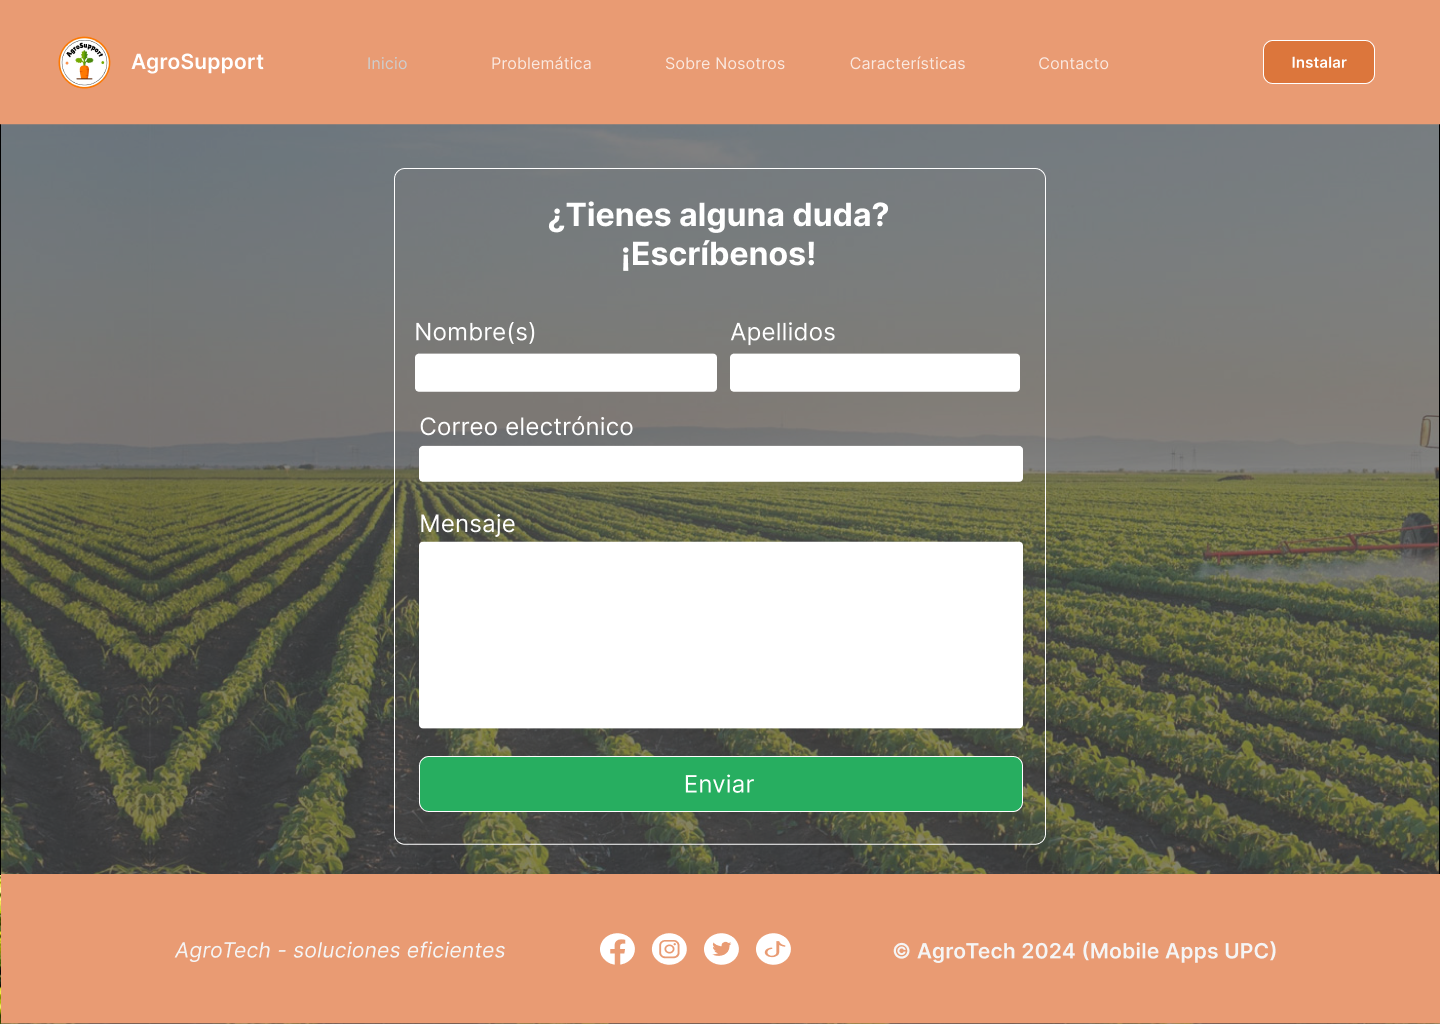 AgroSupport
AgroSupport
Inicio
Problemática
Sobre Nosotros
Características
Contacto
Instalar
¿Tienes alguna duda?
¡Escríbenos!
Nombre(s)
Apellidos
Correo electrónico
Mensaje
Enviar
AgroTech - soluciones eficientes
© AgroTech 2024 (Mobile Apps UPC)